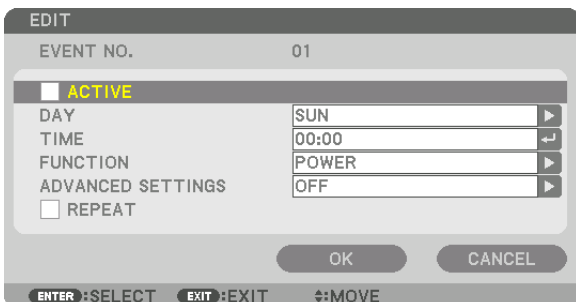 EDIT
EVENT NO. 01
ACTIVE
DAY SUN
TIME 00:00
FUNCTION POWER
ADVANCED SETTINGS OFF
REPEAT
OK CANCEL
ENTER :SELECT EXIT :EXIT :MOVE